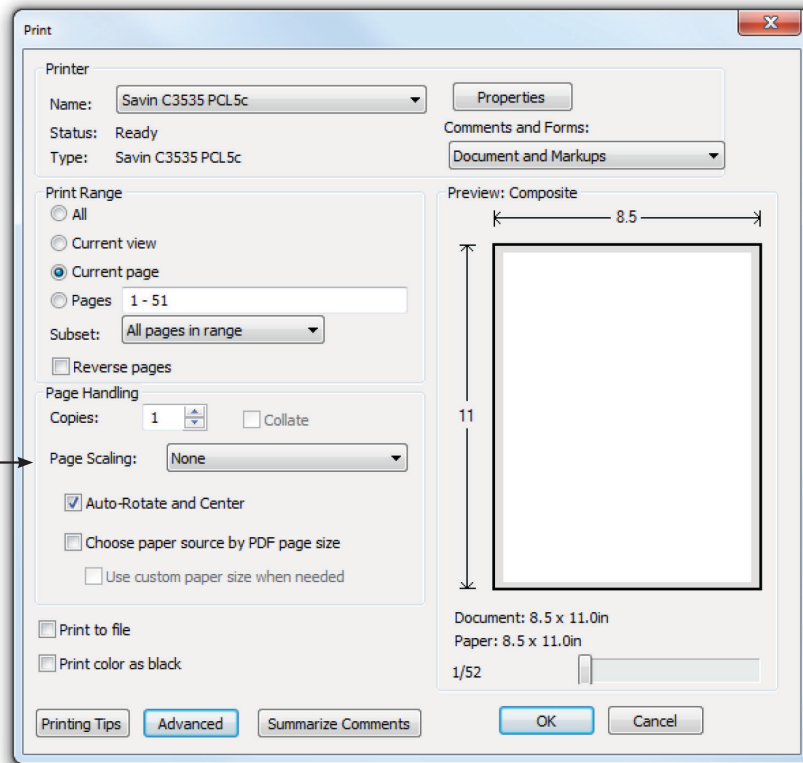 Print
Printer
Name: Savin C3535 PCL5c Properties
Status: Ready Comments and Forms:
Type: Savin C3535 PCL5c Document and Markups
Print Range
All
Current view
Current page
Pages 1 - 51
Subset: All pages in range
Reverse pages
Page Handling
Copies: 1 Collate
Page Scaling: None
Auto-Rotate and Center
Choose paper source by PDF page size
Use custom paper size when needed
Print to file
Print color as black
Preview: Composite
8.5
11
Document: 8.5 x 11.0in
Paper: 8.5 x 11.0in
1/52
Printing Tips Advanced Summarize Comments OK Cancel